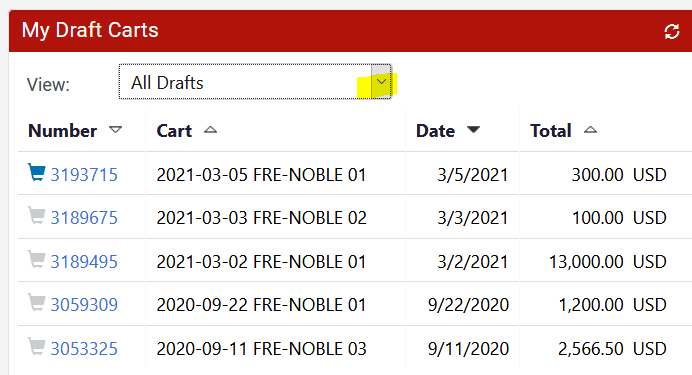 My Draft Carts
View: All Drafts
Number Cart Date Total
3193715 2021-03-05 FRE-NOBLE 01 3/5/2021 300.00 USD
3189675 2021-03-03 FRE-NOBLE 02 3/3/2021 100.00 USD
3189495 2021-03-02 FRE-NOBLE 01 3/2/2021 13,000.00 USD
3059309 2020-09-22 FRE-NOBLE 01 9/22/2020 1,200.00 USD
3053325 2020-09-11 FRE-NOBLE 03 9/11/2020 2,566.50 USD